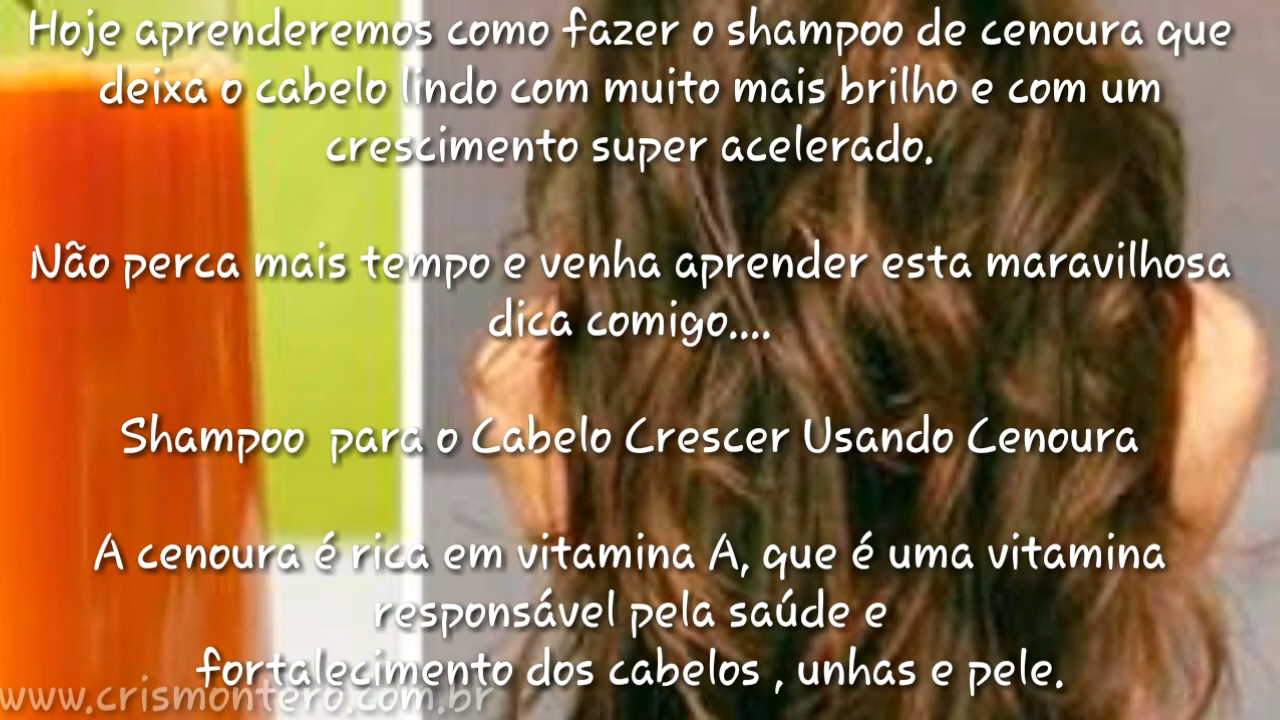 Hoje aprenderemos como fazer o shampoo de cenoura que
deixa o cabelo lindo com muito mais brilho e com um
crescimento super acelerado.
Não perca mais tempo e venha aprender esta maravilhosa
dica comigo....
Shampoo  para o Cabelo Crescer Usando Cenoura
A cenoura é rica em vitamina A, que é uma vitamina
responsável pela saúde e
fortalecimento dos cabelos , unhas e pele.
www.crismontero.com.br